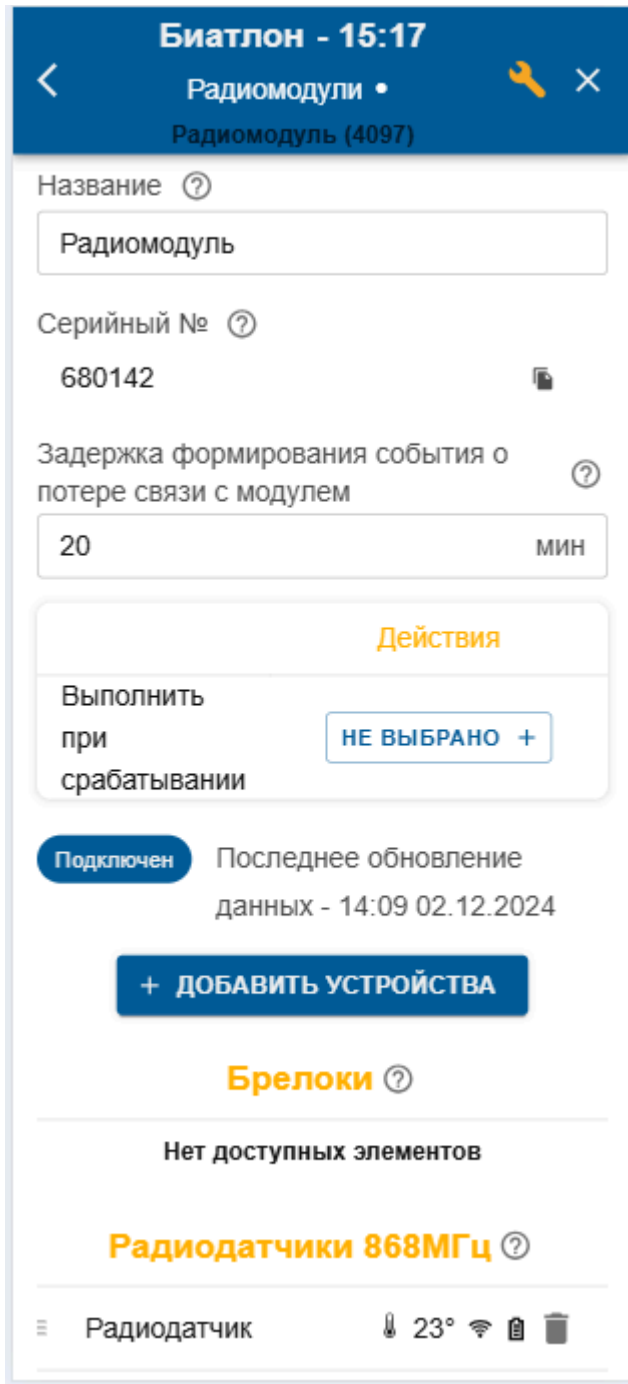 Биатлон - 15:17
Радиомодули •
Радиомодуль (4097)
Название
Радиомодуль
Серийный №
680142
Задержка формирования события о
потере связи с модулем
20 мин
Действия
Выполнить
при
срабатывании
НЕ ВЫБРАНО +
Подключен
Последнее обновление
данных - 14:09 02.12.2024
+ ДОБАВИТЬ УСТРОЙСТВА
Брелоки
Нет доступных элементов
Радиодатчики 868МГц
Радиодатчик 23°